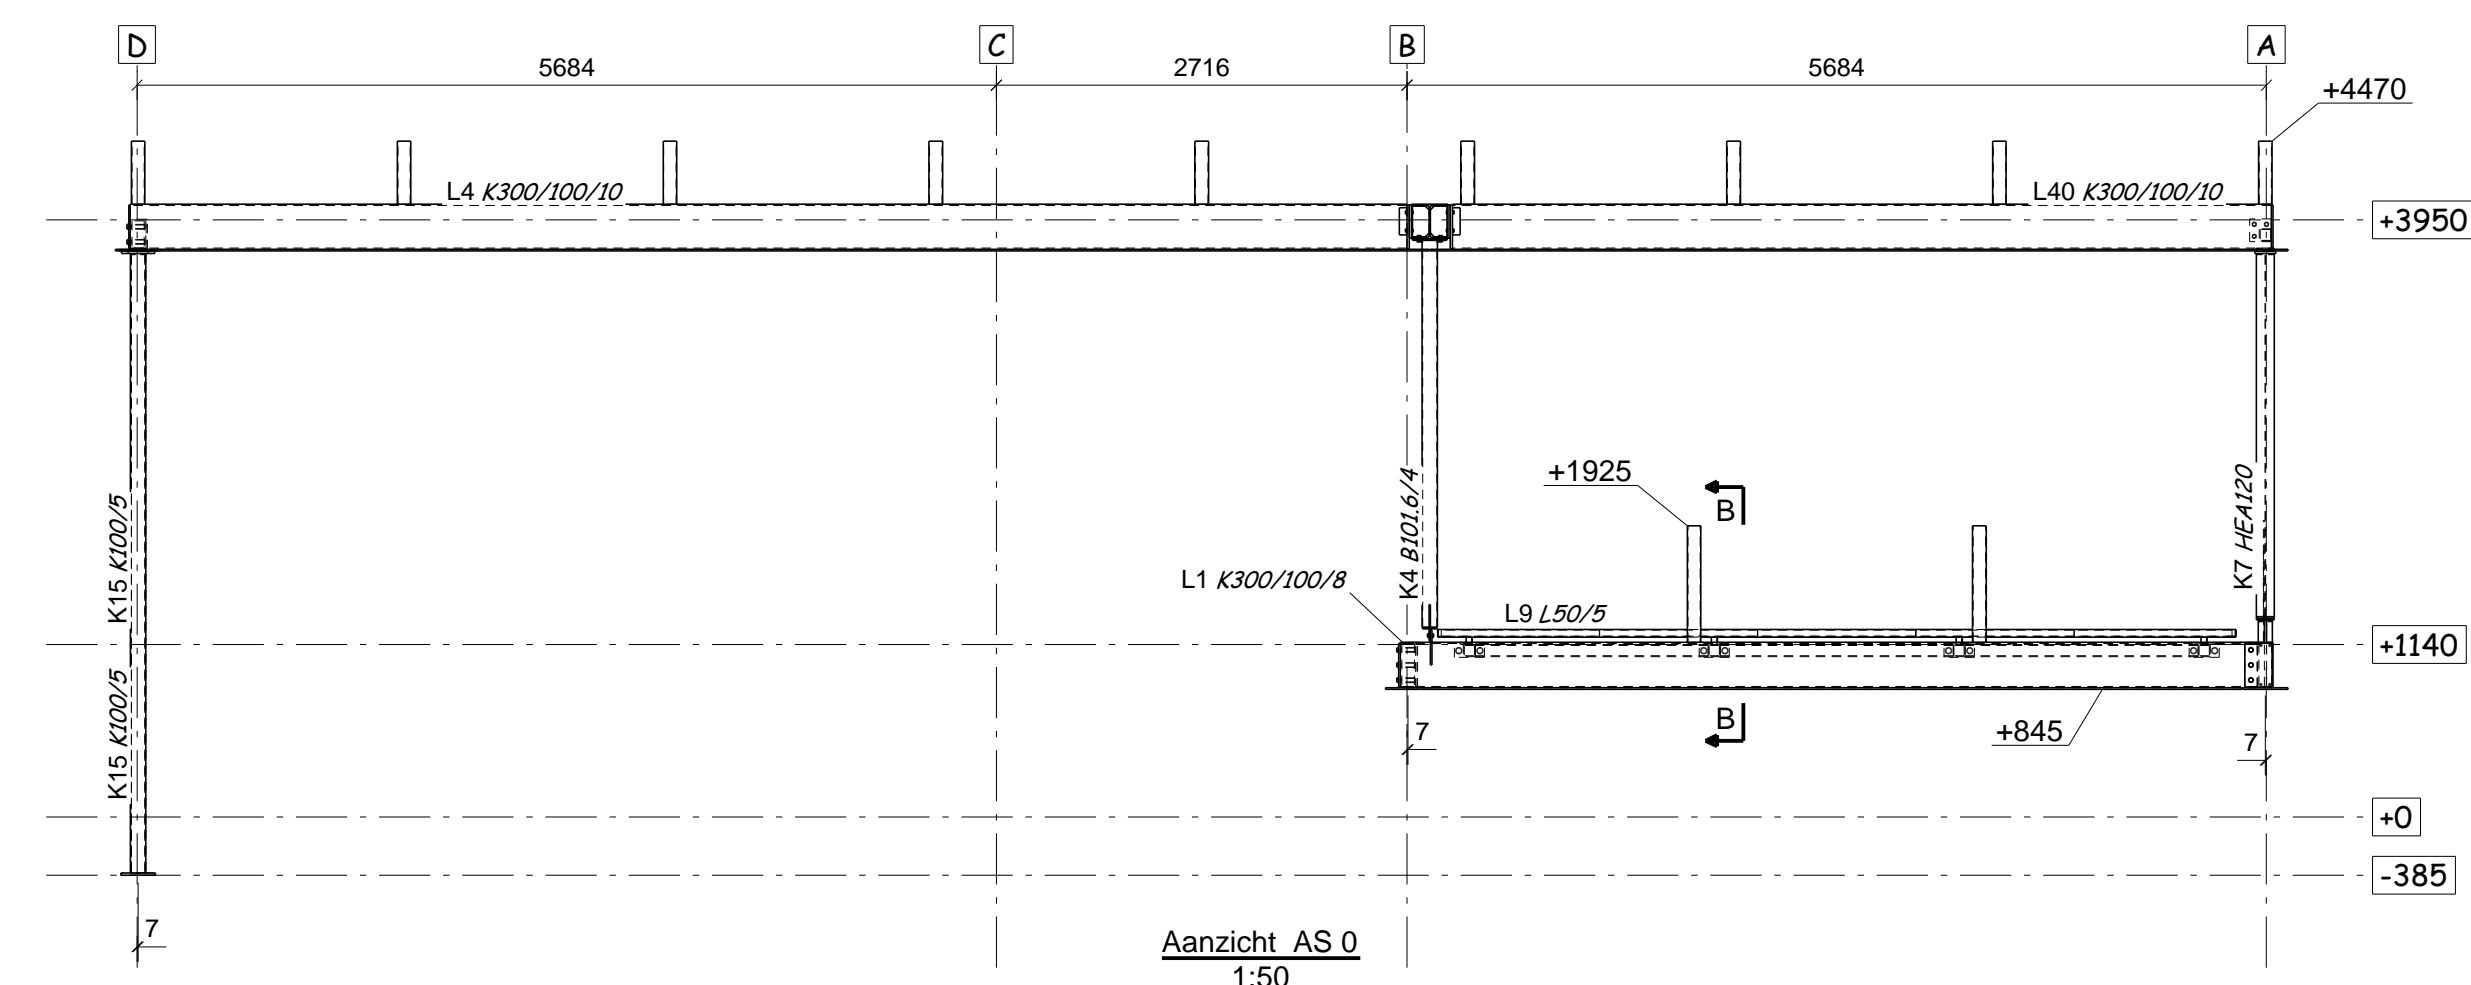 D
C
B
A
5684
2716
5684
+4470
L4 K300/100/10
L40 K300/100/10
+3950
+1925
B
K15 K100/5
K4 B101.6/4
K7 HEA120
L1 K300/100/8
L9 L50/5
+1140
K15 K100/5
B
7
+845
7
+0
-385
7
Aanzicht AS 0
1:50